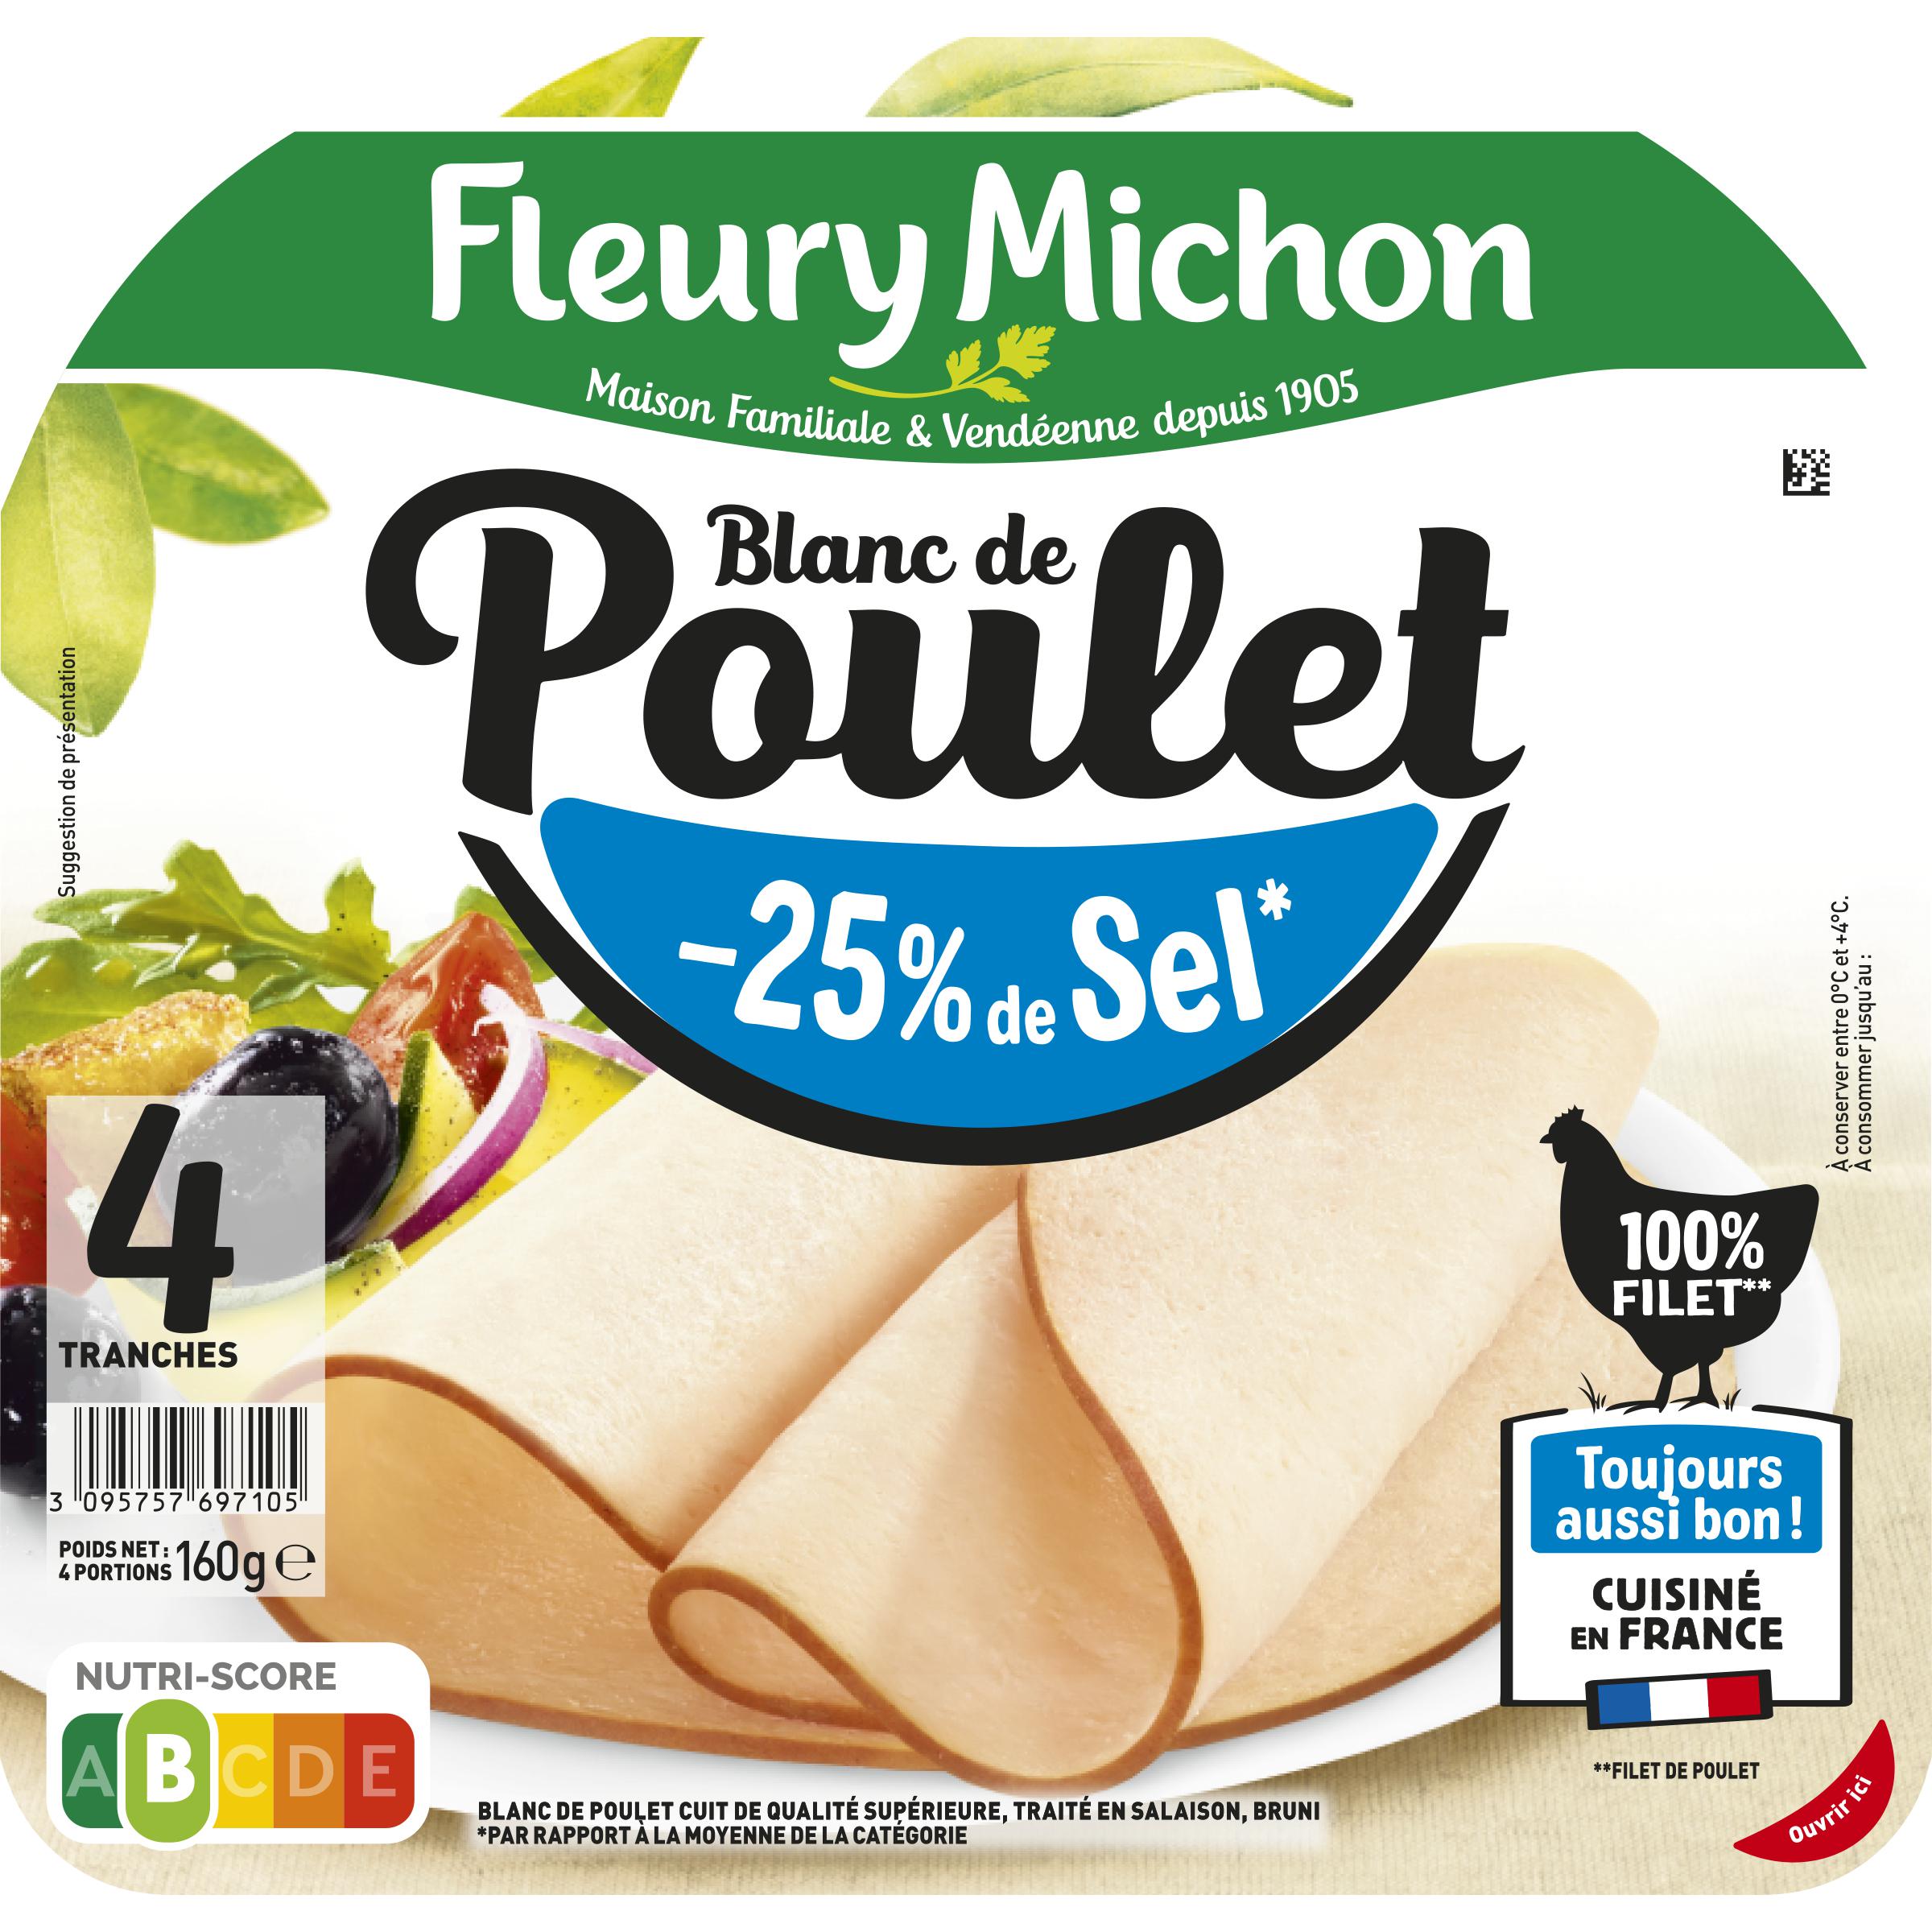 Fleury Michon
Maison Familiale & Vendéenne depuis 1905
Blanc de
Poulet
-25% de Sel*
Suggestion de présentation
À conserver entre 0°C et +4°C.
À consommer jusqu'au :
4
TRANCHES
3 095757 697105
POIDS NET :
4 PORTIONS
160g ℮
100%
FILET**
Toujours
aussi bon !
CUISINÉ
EN FRANCE
**FILET DE POULET
Ouvrir ici
NUTRI-SCORE
A B C D E
BLANC DE POULET CUIT DE QUALITÉ SUPÉRIEURE, TRAITÉ EN SALAISON, BRUNI
*PAR RAPPORT À LA MOYENNE DE LA CATÉGORIE